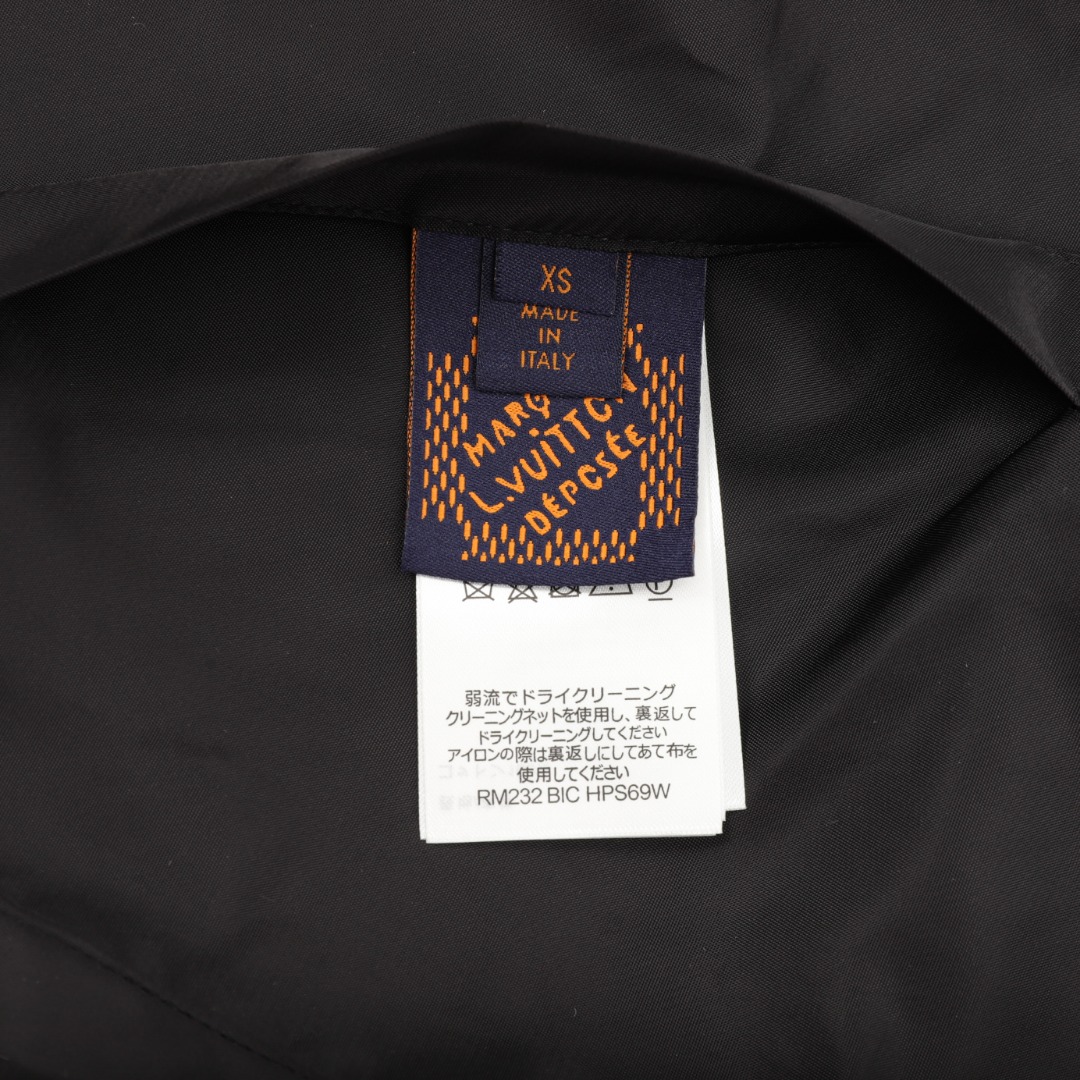 XS
MADE
IN
ITALY
MARQ
L.VUITTON
DÉPOSÉE
弱流でドライクリーニング
クリーニングネットを使用し、裏返して
ドライクリーニングしてください
アイロンの際は裏返しにしてあて布を
使用してください
RM232 BIC HPS69W